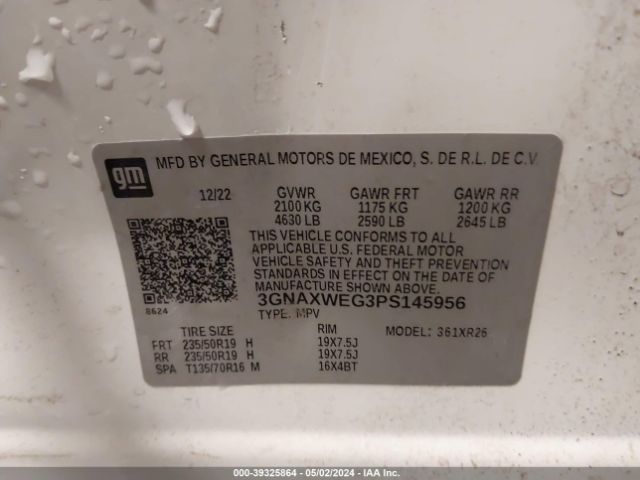 gm
MFD BY GENERAL MOTORS DE MEXICO, S. DE R.L. DE C.V.
12/22 GVWR GAWR FRT GAWR RR
2100 KG 1175 KG 1200 KG
4630 LB 2590 LB 2645 LB
THIS VEHICLE CONFORMS TO ALL
APPLICABLE U.S. FEDERAL MOTOR
VEHICLE SAFETY AND THEFT PREVENTION
STANDARDS IN EFFECT ON THE DATE OF
MANUFACTURE SHOWN ABOVE.
8624 3GNAXWEG3PS145956
TYPE: MPV
TIRE SIZE RIM MODEL: 361XR26
FRT 235/50R19 H 19X7.5J
RR 235/50R19 H 19X7.5J
SPA T135/70R16 M 16X4BT
000-39325864 - 05/02/2024 - IAA Inc.